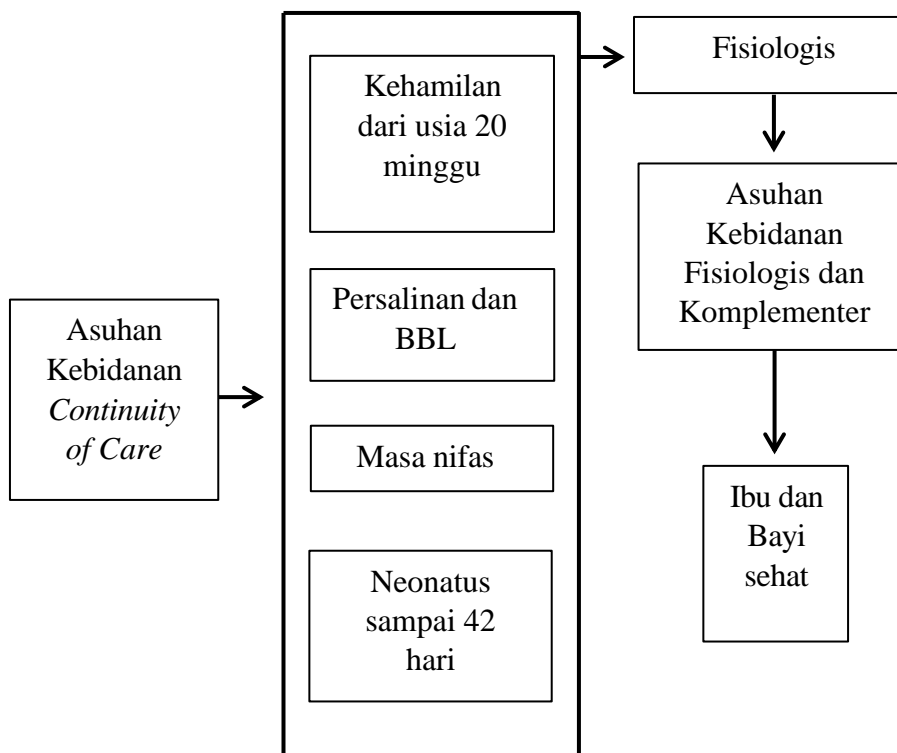 Asuhan
Kebidanan
Continuity
of Care
Kehamilan
dari usia 20
minggu
Persalinan dan
BBL
Masa nifas
Neonatus
sampai 42
hari
Fisiologis
Asuhan
Kebidanan
Fisiologis dan
Komplementer
Ibu dan
Bayi
sehat